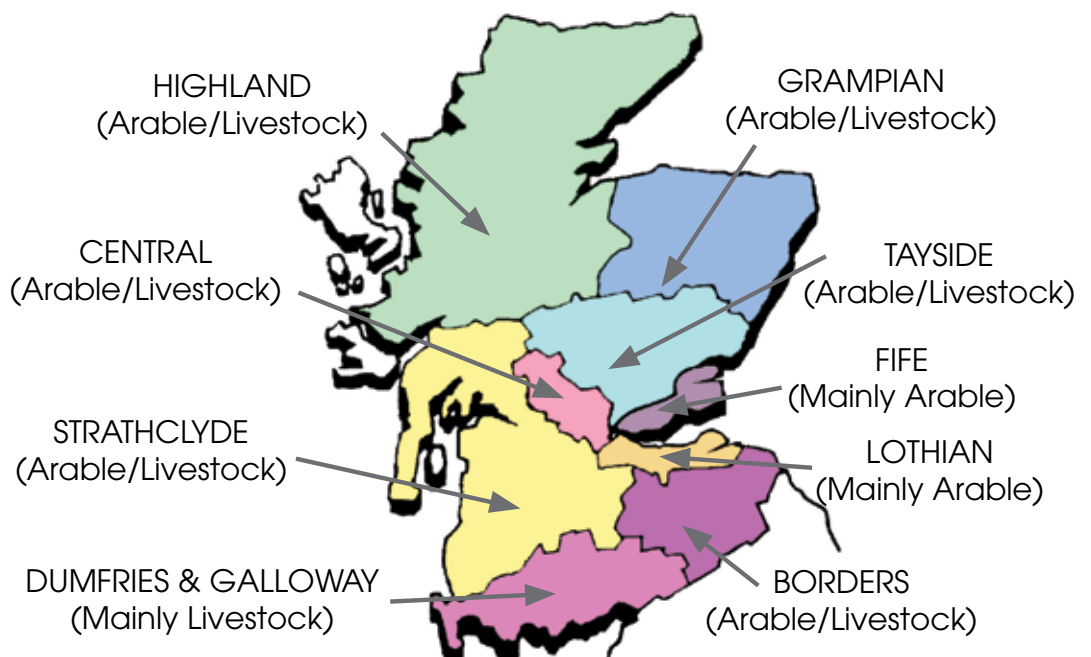 HIGHLAND
(Arable/Livestock)
GRAMPIAN
(Arable/Livestock)
CENTRAL
(Arable/Livestock)
TAYSIDE
(Arable/Livestock)
FIFE
(Mainly Arable)
STRATHCLYDE
(Arable/Livestock)
LOTHIAN
(Mainly Arable)
DUMFRIES & GALLOWAY
(Mainly Livestock)
BORDERS
(Arable/Livestock)